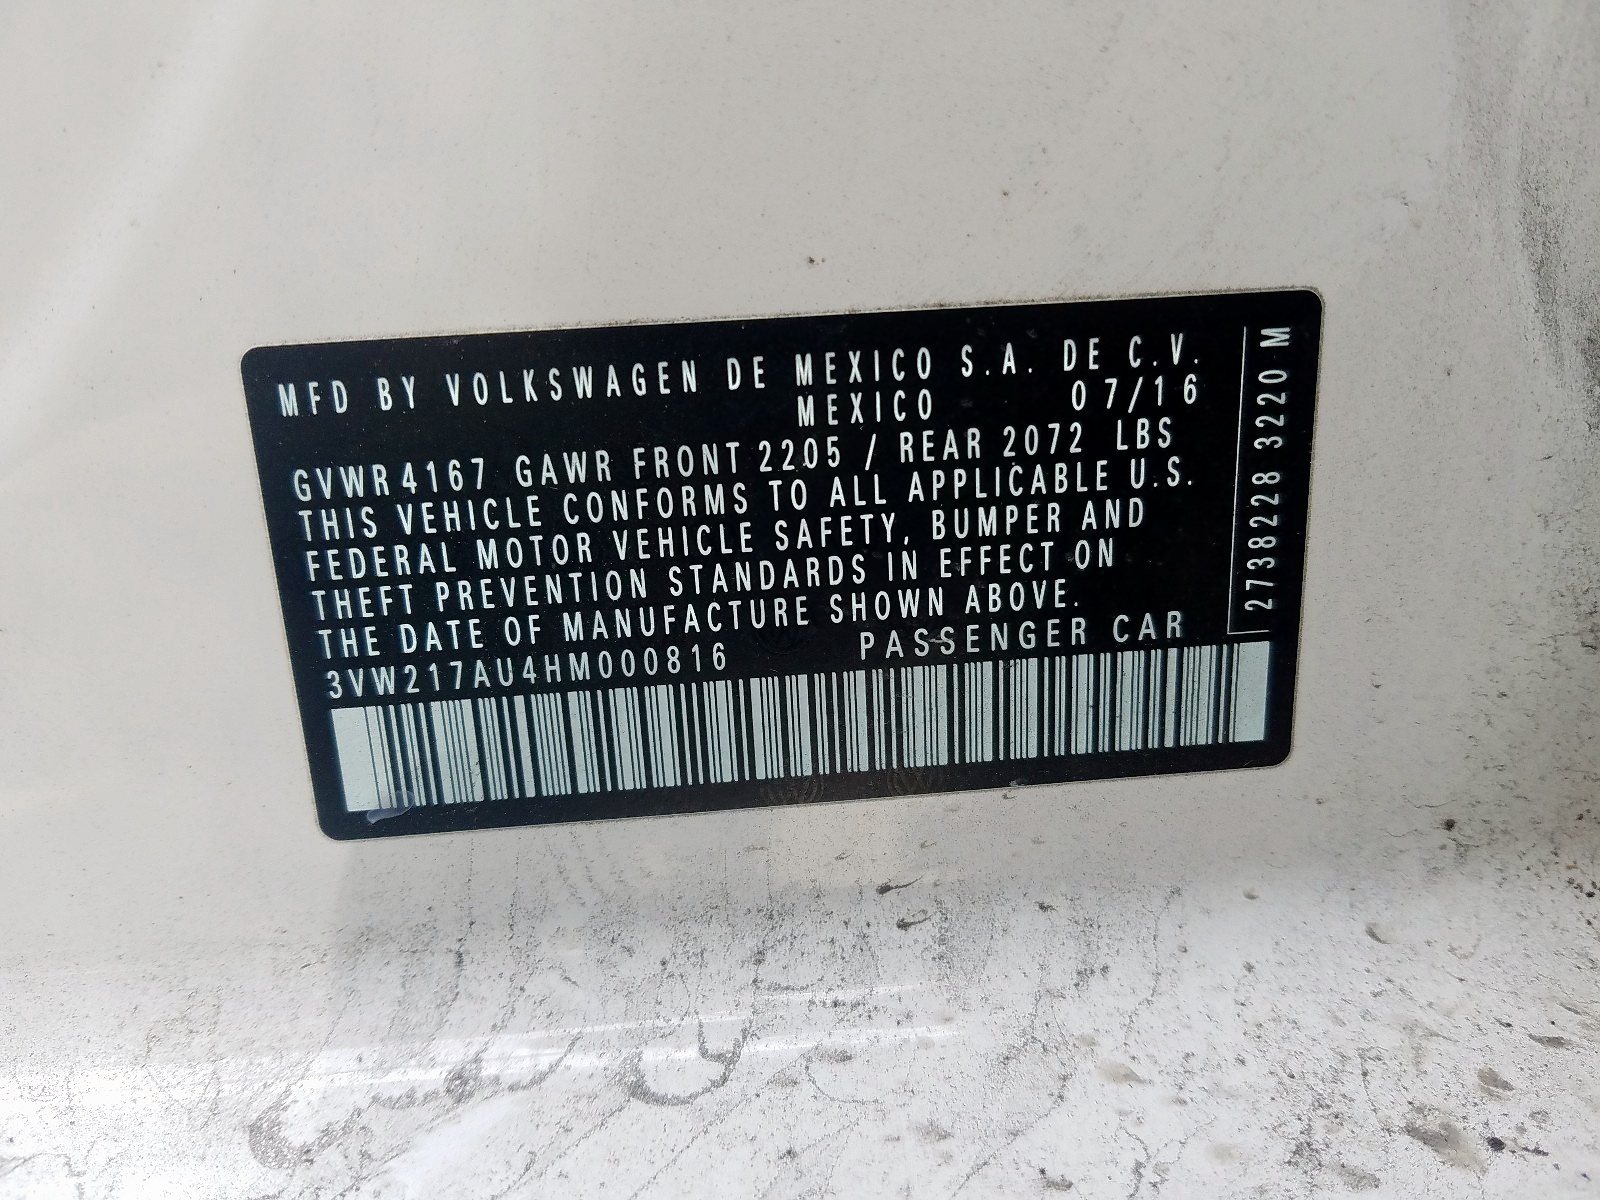 MFD BY VOLKSWAGEN DE MEXICO S.A. DE C.V.
MEXICO 07/16
GVWR 4167 GAWR FRONT 2205 / REAR 2072 LBS
THIS VEHICLE CONFORMS TO ALL APPLICABLE U.S.
FEDERAL MOTOR VEHICLE SAFETY, BUMPER AND
THEFT PREVENTION STANDARDS IN EFFECT ON
THE DATE OF MANUFACTURE SHOWN ABOVE.
3VW217AU4HM000816 PASSENGER CAR
2738228 3220 M